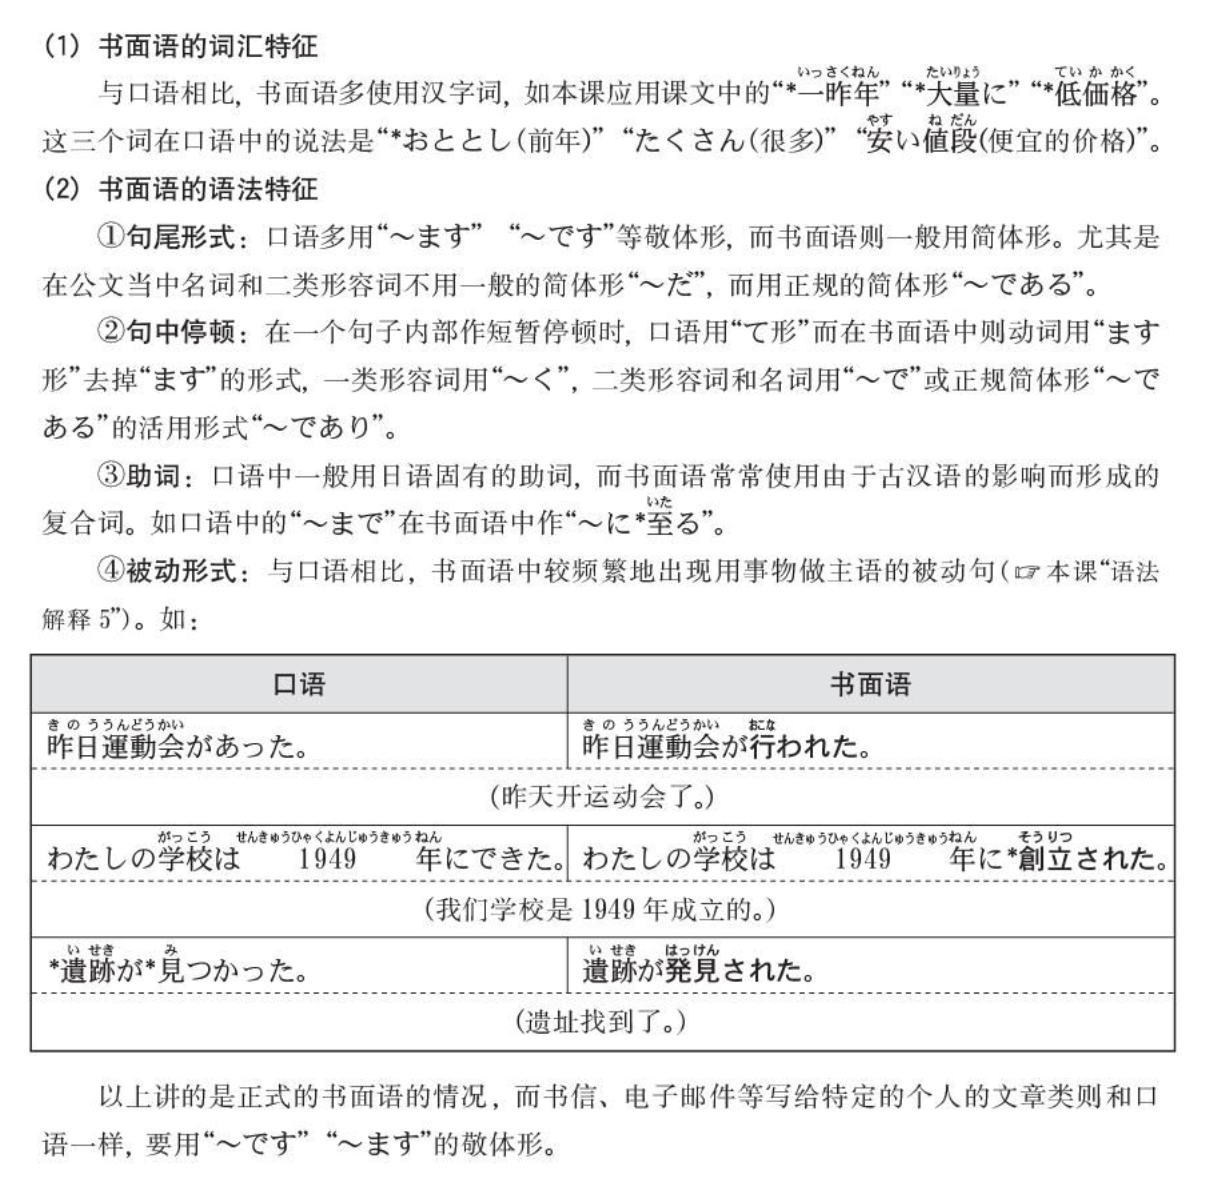 (1) 书面语的词汇特征
いっさくねん たいりょう ていかかく
与口语相比, 书面语多使用汉字词, 如本课应用课文中的“*一昨年” “*大量に” “*低価格”。
やす ねだん
这三个词在口语中的说法是“*おととし(前年)” “たくさん(很多)” “安い値段(便宜的价格)”。
(2) 书面语的语法特征
①句尾形式: 口语多用“～ます” “～です”等敬体形, 而书面语则一般用简体形。尤其是
在公文当中名词和二类形容词不用一般的简体形“～だ”, 而用正规的简体形“～である”。
②句中停顿: 在一个句子内部作短暂停顿时, 口语用“て形”而在书面语中则动词用“ます
形”去掉“ます”的形式, 一类形容词用“～く”, 二类形容词和名词用“～で”或正规简体形“～で
ある”的活用形式“～であり”。
③助词: 口语中一般用日语固有的助词, 而书面语常常使用由于古汉语的影响而形成的
いた
复合词。如口语中的“～まで”在书面语中作“～に*至る”。
④被动形式: 与口语相比, 书面语中较频繁地出现用事物做主语的被动句(☞本课“语法
解释 5”)。如:
口语 书面语
きのううんどうかい きのううんどうかい おこな
昨日運動会があった。 昨日運動会が行われた。
(昨天开运动会了。)
がっこう せんきゅうひゃくよんじゅうきゅうねん がっこう せんきゅうひゃくよんじゅうきゅうねん そうりつ
わたしの学校は 1949 年にできた。 わたしの学校は 1949 年に*創立された。
(我们学校是 1949 年成立的。)
いせき み いせき はっけん
*遺跡が*見つかった。 遺跡が発見された。
(遗址找到了。)
以上讲的是正式的书面语的情况, 而书信、电子邮件等写给特定的个人的文章类则和口
语一样, 要用“～です” “～ます”的敬体形。